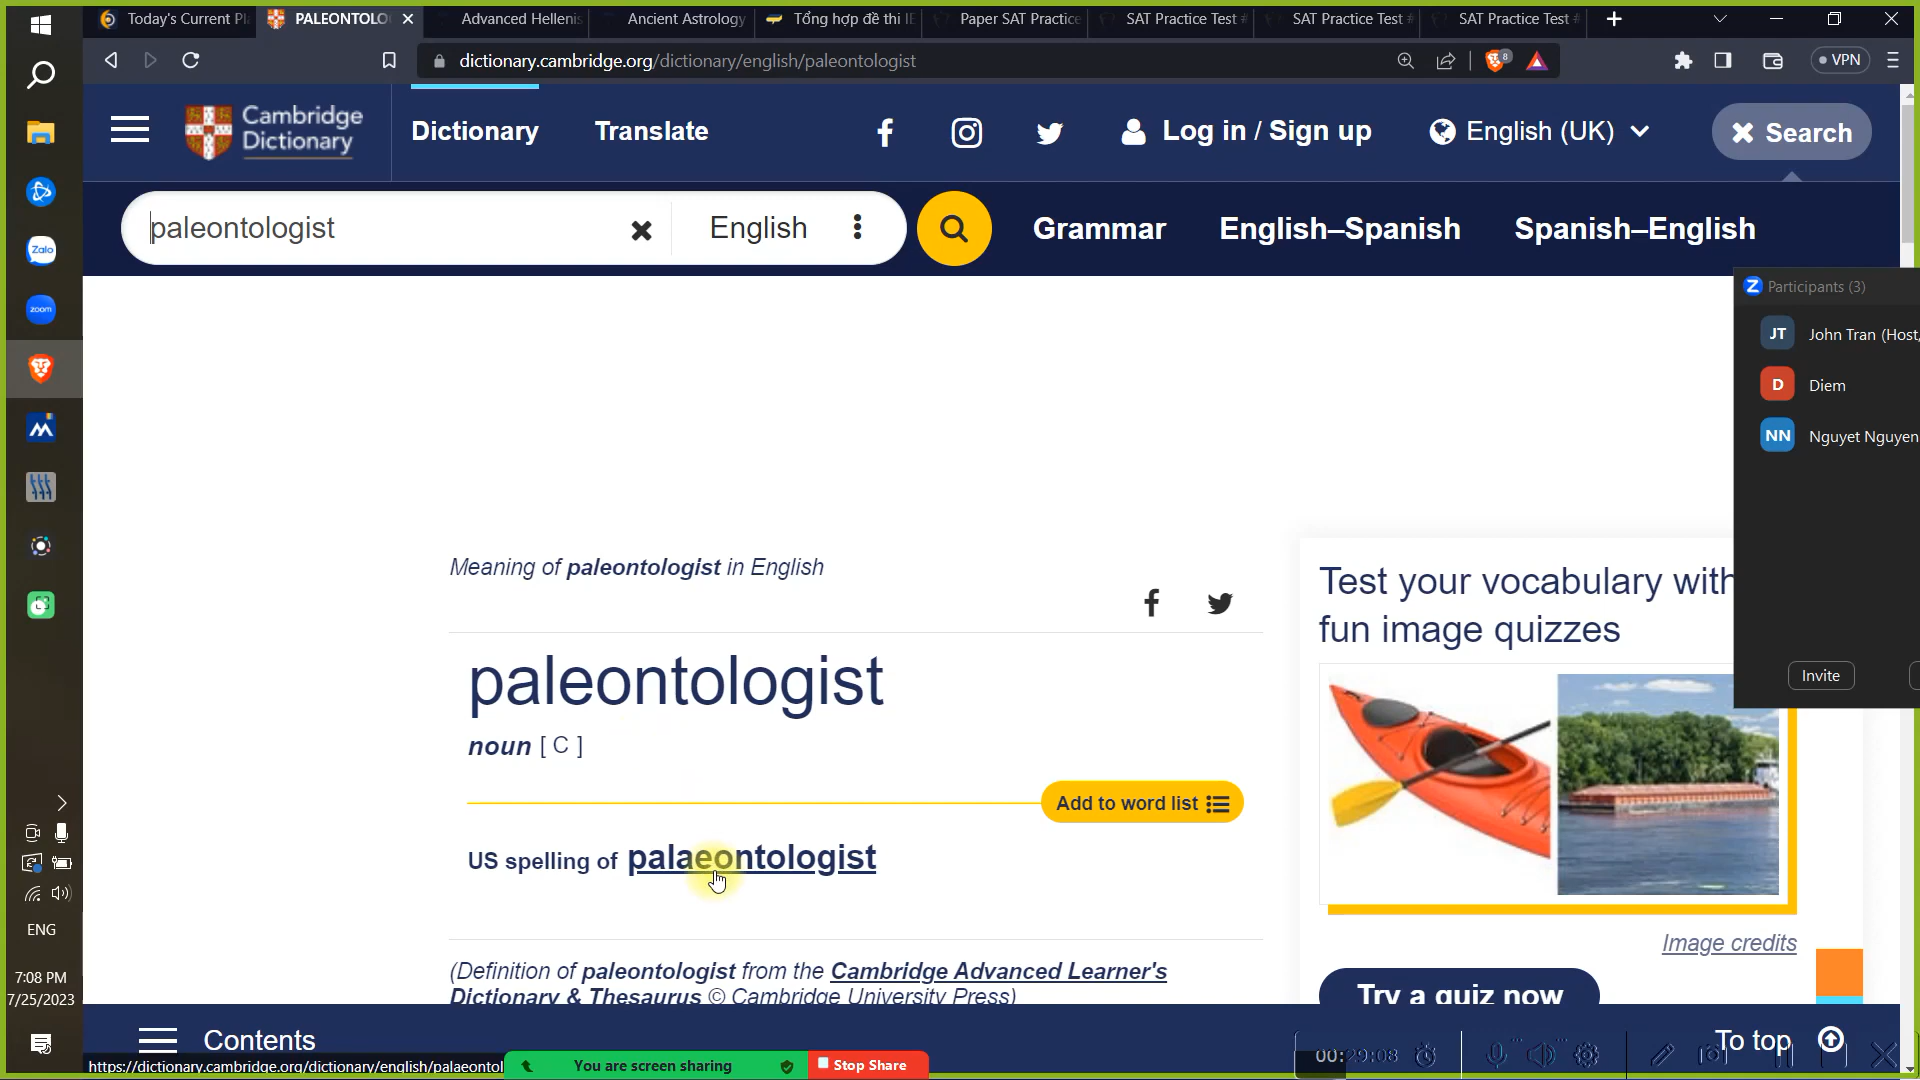 Today's Current Pl
PALEONTOLO
Advanced Hellenis
Ancient Astrology
Tổng hợp đề thi IE
Paper SAT Practice
SAT Practice Test #
SAT Practice Test #
SAT Practice Test #
dictionary.cambridge.org/dictionary/english/paleontologist
8
VPN
Cambridge
Dictionary
Dictionary
Translate
Log in / Sign up
English (UK)
Search
paleontologist
English
Grammar
English–Spanish
Spanish–English
Zalo
zoom
Participants (3)
JT John Tran (Host,
D Diem
NN Nguyet Nguyen
Invite
Meaning of paleontologist in English
paleontologist
noun [ C ]
Add to word list
US spelling of palaeontologist
(Definition of paleontologist from the Cambridge Advanced Learner's
Dictionary & Thesaurus © Cambridge University Press)
Test your vocabulary with
fun image quizzes
Image credits
Try a quiz now
ENG
7:08 PM
7/25/2023
Contents
To top
https://dictionary.cambridge.org/dictionary/english/palaeontol
You are screen sharing
Stop Share
00:29:08